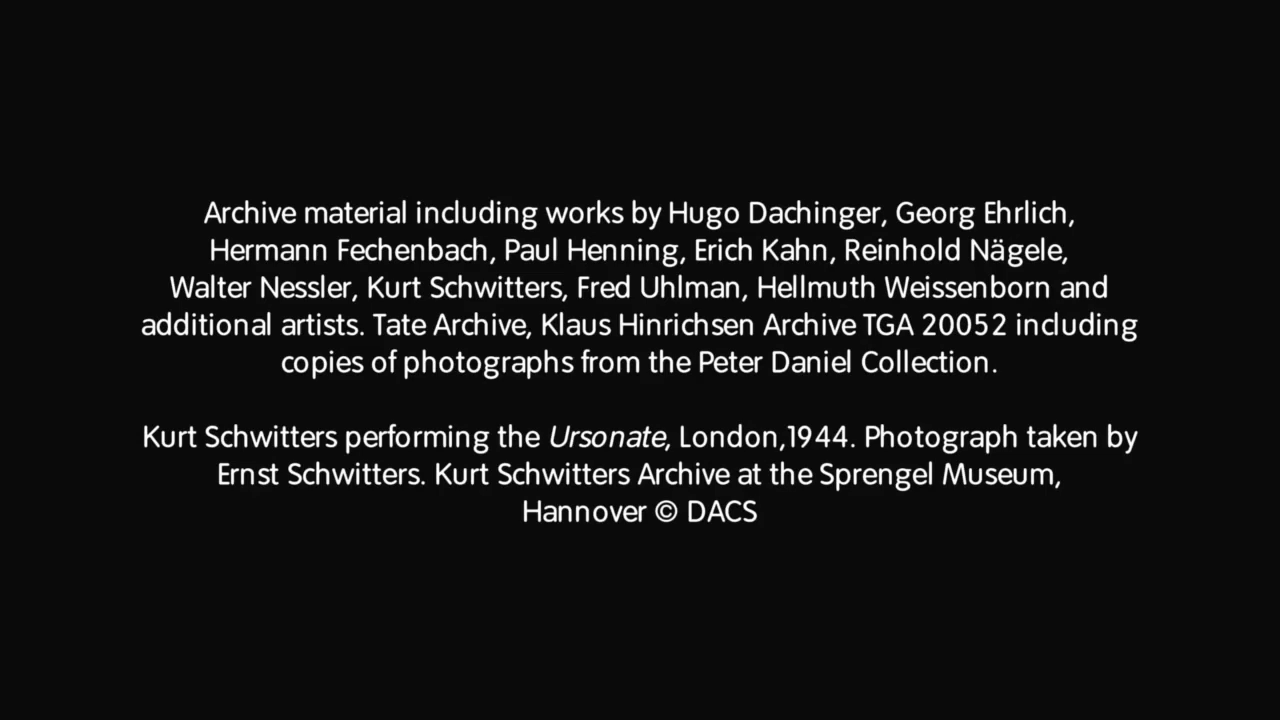 Archive material including works by Hugo Dachinger, Georg Ehrlich,
Hermann Fechenbach, Paul Henning, Erich Kahn, Reinhold Nägele,
Walter Nessler, Kurt Schwitters, Fred Uhlman, Hellmuth Weissenborn and
additional artists. Tate Archive, Klaus Hinrichsen Archive TGA 20052 including
copies of photographs from the Peter Daniel Collection.
Kurt Schwitters performing the Ursonate, London,1944. Photograph taken by
Ernst Schwitters. Kurt Schwitters Archive at the Sprengel Museum,
Hannover © DACS